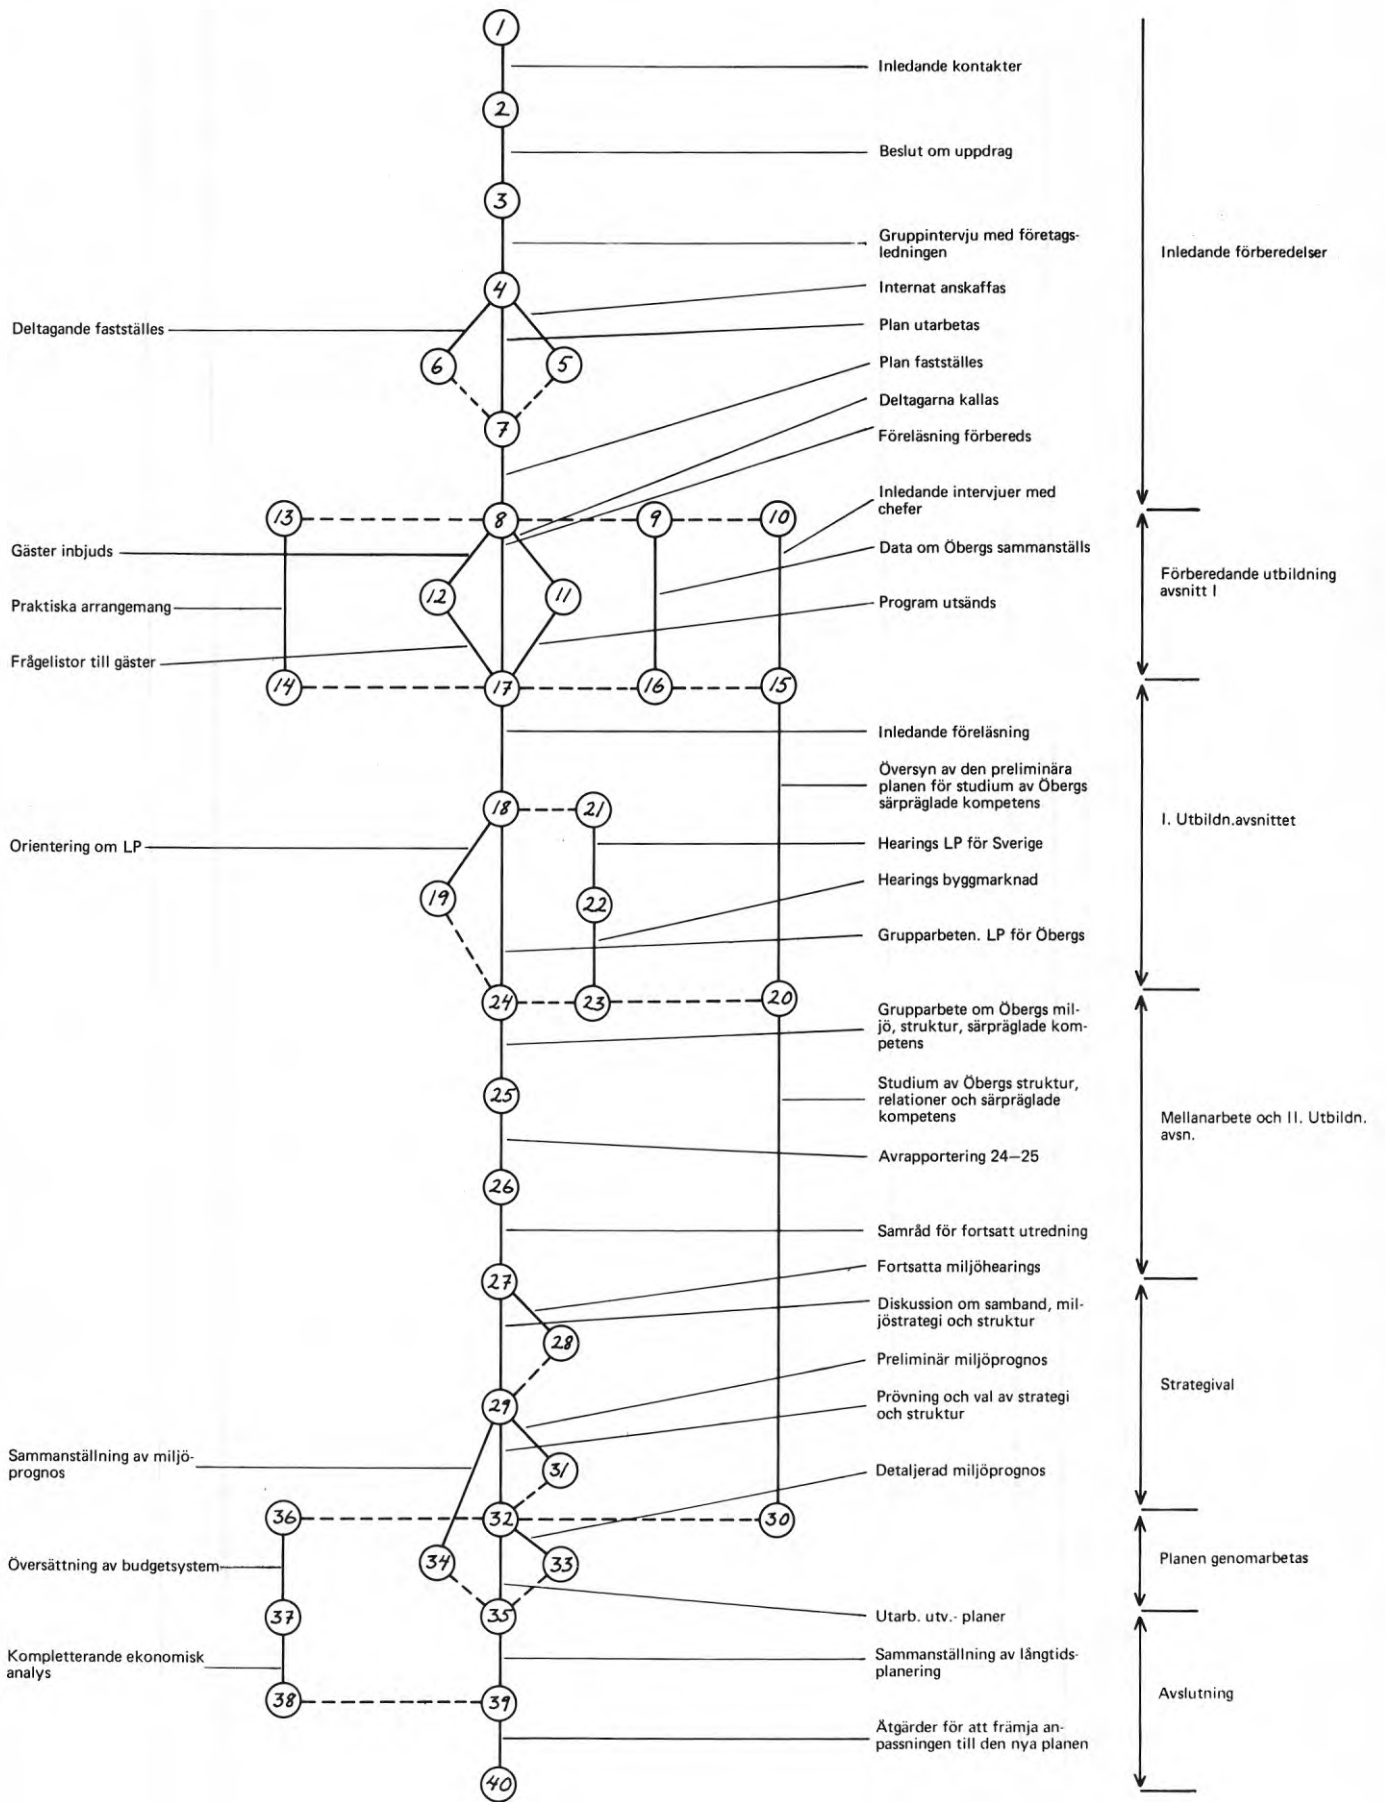 1
Inledande kontakter
2
Beslut om uppdrag
3
Gruppintervju med företags-
ledningen
Inledande förberedelser
4
Internat anskaffas
Deltagande fastställes
Plan utarbetas
6
5
Plan fastställes
Deltagarna kallas
7
Föreläsning förbereds
Inledande intervjuer med
chefer
13
8
9
10
Gäster inbjuds
Data om Öbergs sammanställs
Förberedande utbildning
avsnitt I
12
11
Praktiska arrangemang
Program utsänds
Frågelistor till gäster
14
17
16
15
Inledande föreläsning
Översyn av den preliminära
planen för studium av Öbergs
särpräglade kompetens
18
21
I. Utbildn.avsnittet
Orientering om LP
Hearings LP för Sverige
Hearings byggmarknad
19
22
Grupparbeten. LP för Öbergs
24
23
20
Grupparbete om Öbergs mil-
jö, struktur, särpräglade kom-
petens
25
Studium av Öbergs struktur,
relationer och särpräglade
kompetens
Mellanarbete och II. Utbildn.
avsn.
Avrapportering 24–25
26
Samråd för fortsatt utredning
Fortsatta miljöhearings
27
Diskussion om samband, mil-
jöstrategi och struktur
28
Preliminär miljöprognos
Strategival
29
Prövning och val av strategi
och struktur
Sammanställning av miljö-
prognos
31
Detaljerad miljöprognos
36
32
30
Översättning av budgetsystem
34
33
Planen genomarbetas
37
35
Utarb. utv.- planer
Kompletterande ekonomisk
analys
Sammanställning av långtids-
planering
38
39
Avslutning
Åtgärder för att främja an-
passningen till den nya planen
40